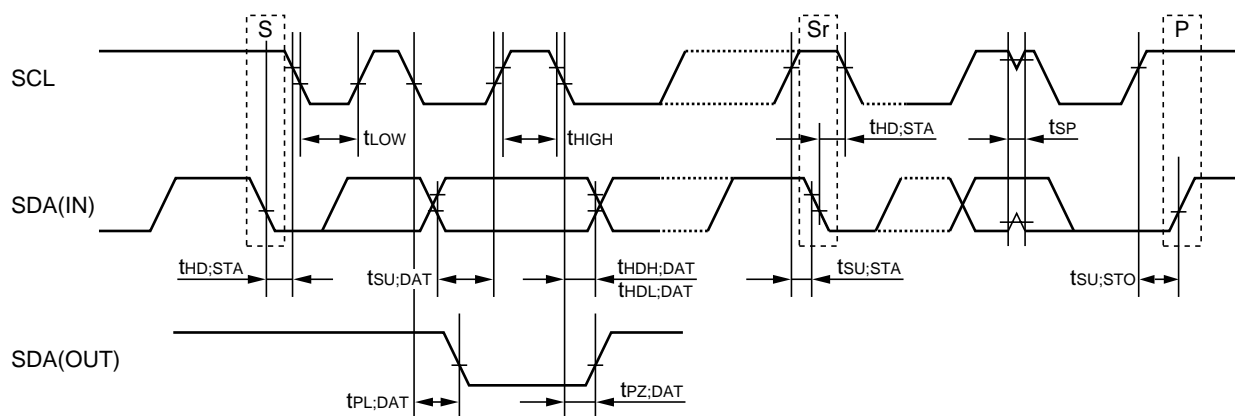 S
Sr
P
SCL
tLOW
tHIGH
tHD;STA
tSP
SDA(IN)
tHD;STA
tSU;DAT
tHDH;DAT
tHDL;DAT
tSU;STA
tSU;STO
SDA(OUT)
tPL;DAT
tPZ;DAT